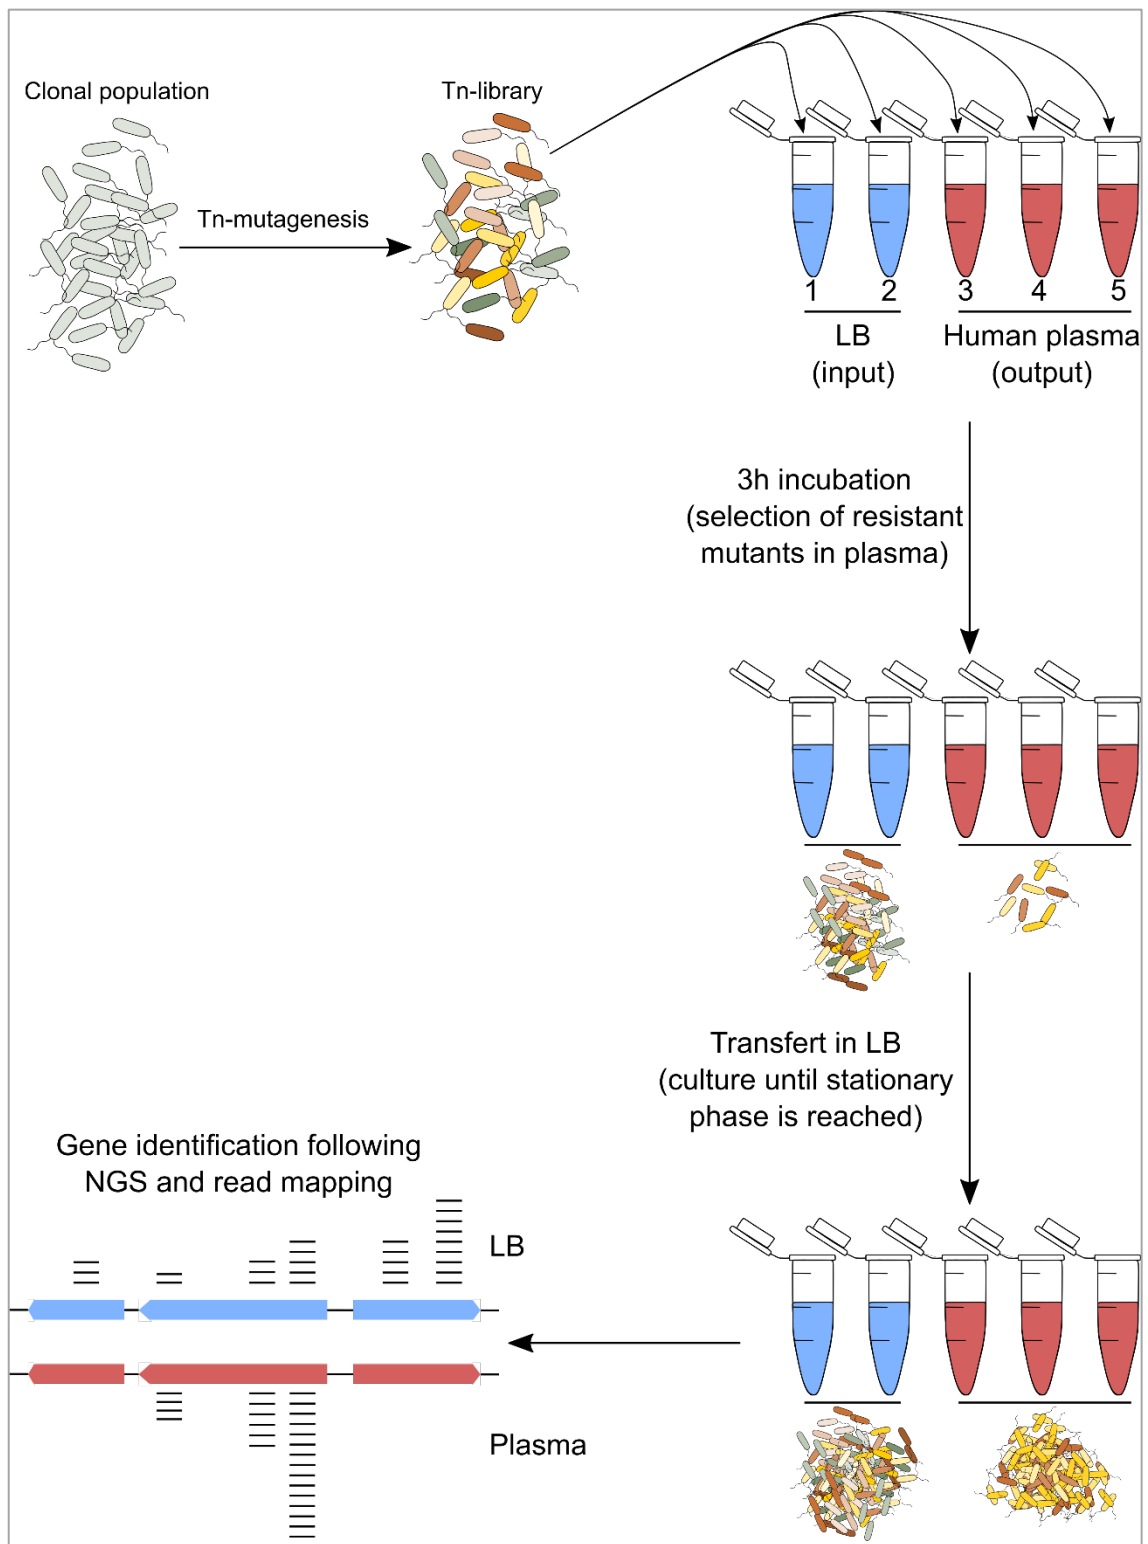 Clonal population
Tn-library
Tn-mutagenesis
1 2 3 4 5
LB
(input)
Human plasma
(output)
3h incubation
(selection of resistant
mutants in plasma)
Transfert in LB
(culture until stationary
phase is reached)
Gene identification following
NGS and read mapping
LB
Plasma